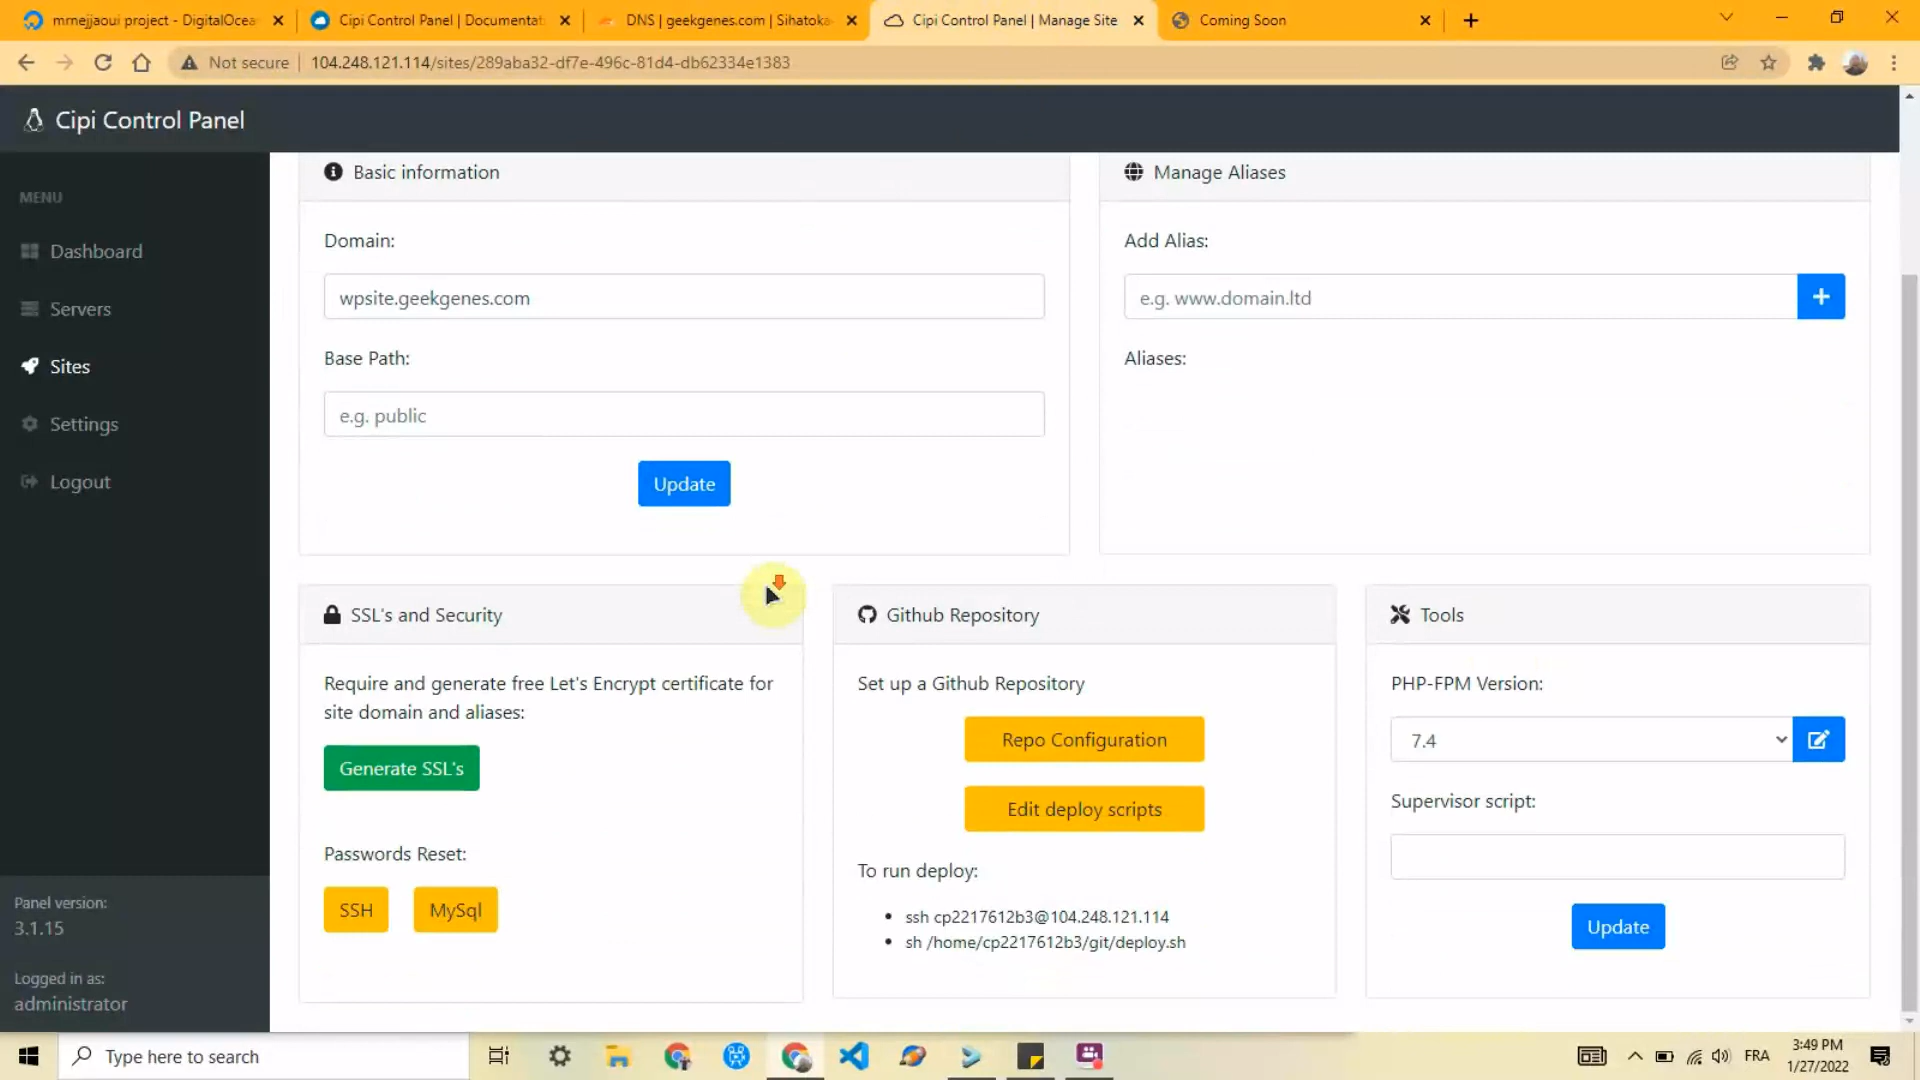 mrnejjaoui project - DigitalOcea
Cipi Control Panel | Documentat
DNS | geekgenes.com | Sihatoka
Cipi Control Panel | Manage Site
Coming Soon
Not secure
104.248.121.114/sites/289aba32-df7e-496c-81d4-db62334e1383
Cipi Control Panel
MENU
Dashboard
Servers
Sites
Settings
Logout
Panel version:
3.1.15
Logged in as:
administrator
Basic information
Domain:
wpsite.geekgenes.com
Base Path:
e.g. public
Update
Manage Aliases
Add Alias:
e.g. www.domain.ltd
Aliases:
SSL's and Security
Require and generate free Let's Encrypt certificate for
site domain and aliases:
Generate SSL's
Passwords Reset:
SSH
MySql
Github Repository
Set up a Github Repository
Repo Configuration
Edit deploy scripts
To run deploy:
ssh cp2217612b3@104.248.121.114
sh /home/cp2217612b3/git/deploy.sh
Tools
PHP-FPM Version:
7.4
Supervisor script:
Update
Type here to search
FRA
3:49 PM
1/27/2022